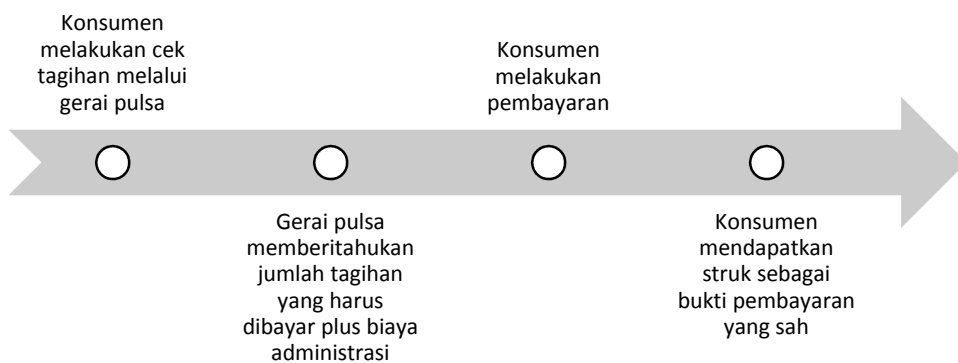 Konsumen
melakukan cek
tagihan melalui
gerai pulsa
Gerai pulsa
memberitahukan
jumlah tagihan
yang harus
dibayar plus biaya
administrasi
Konsumen
melakukan
pembayaran
Konsumen
mendapatkan
struk sebagai
bukti pembayaran
yang sah